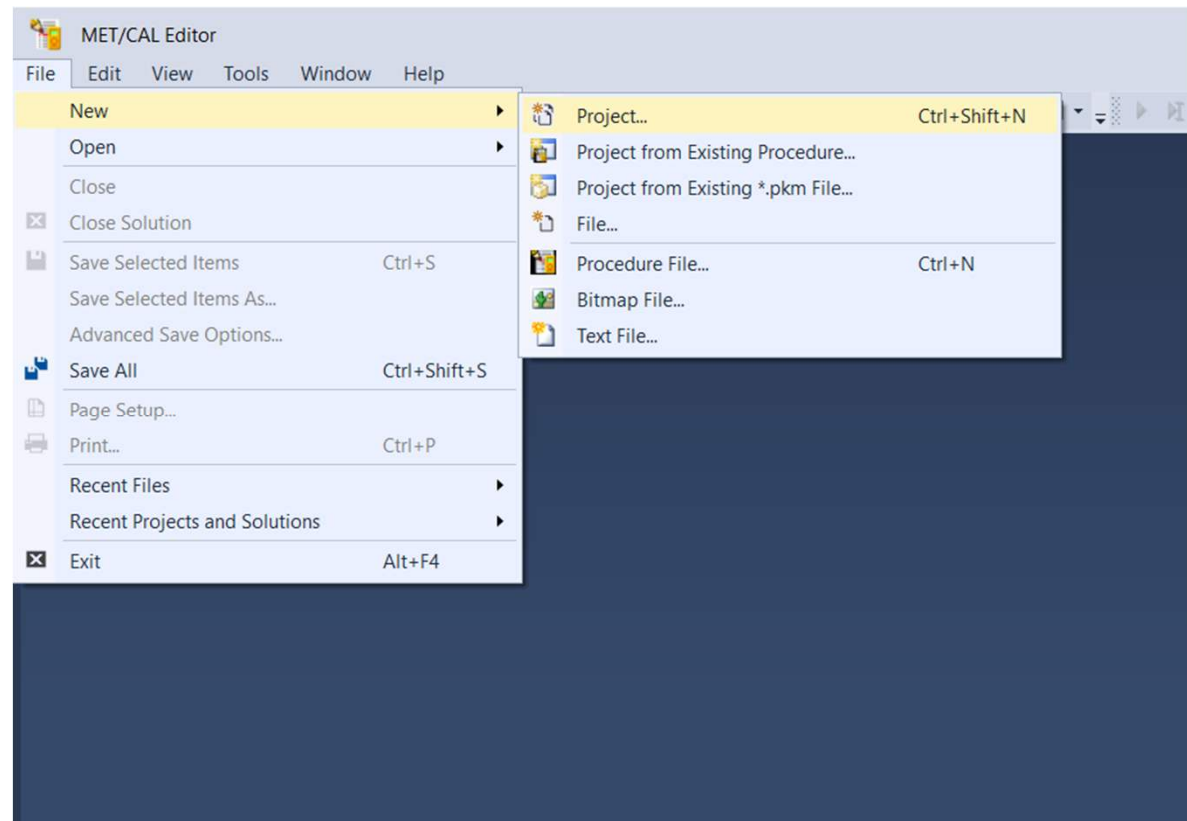 MET/CAL Editor
File Edit View Tools Window Help
New
Open
Close
Close Solution
Save Selected Items Ctrl+S
Save Selected Items As...
Advanced Save Options...
Save All Ctrl+Shift+S
Page Setup...
Print... Ctrl+P
Recent Files
Recent Projects and Solutions
Exit Alt+F4
Project... Ctrl+Shift+N
Project from Existing Procedure...
Project from Existing *.pkm File...
File...
Procedure File... Ctrl+N
Bitmap File...
Text File...